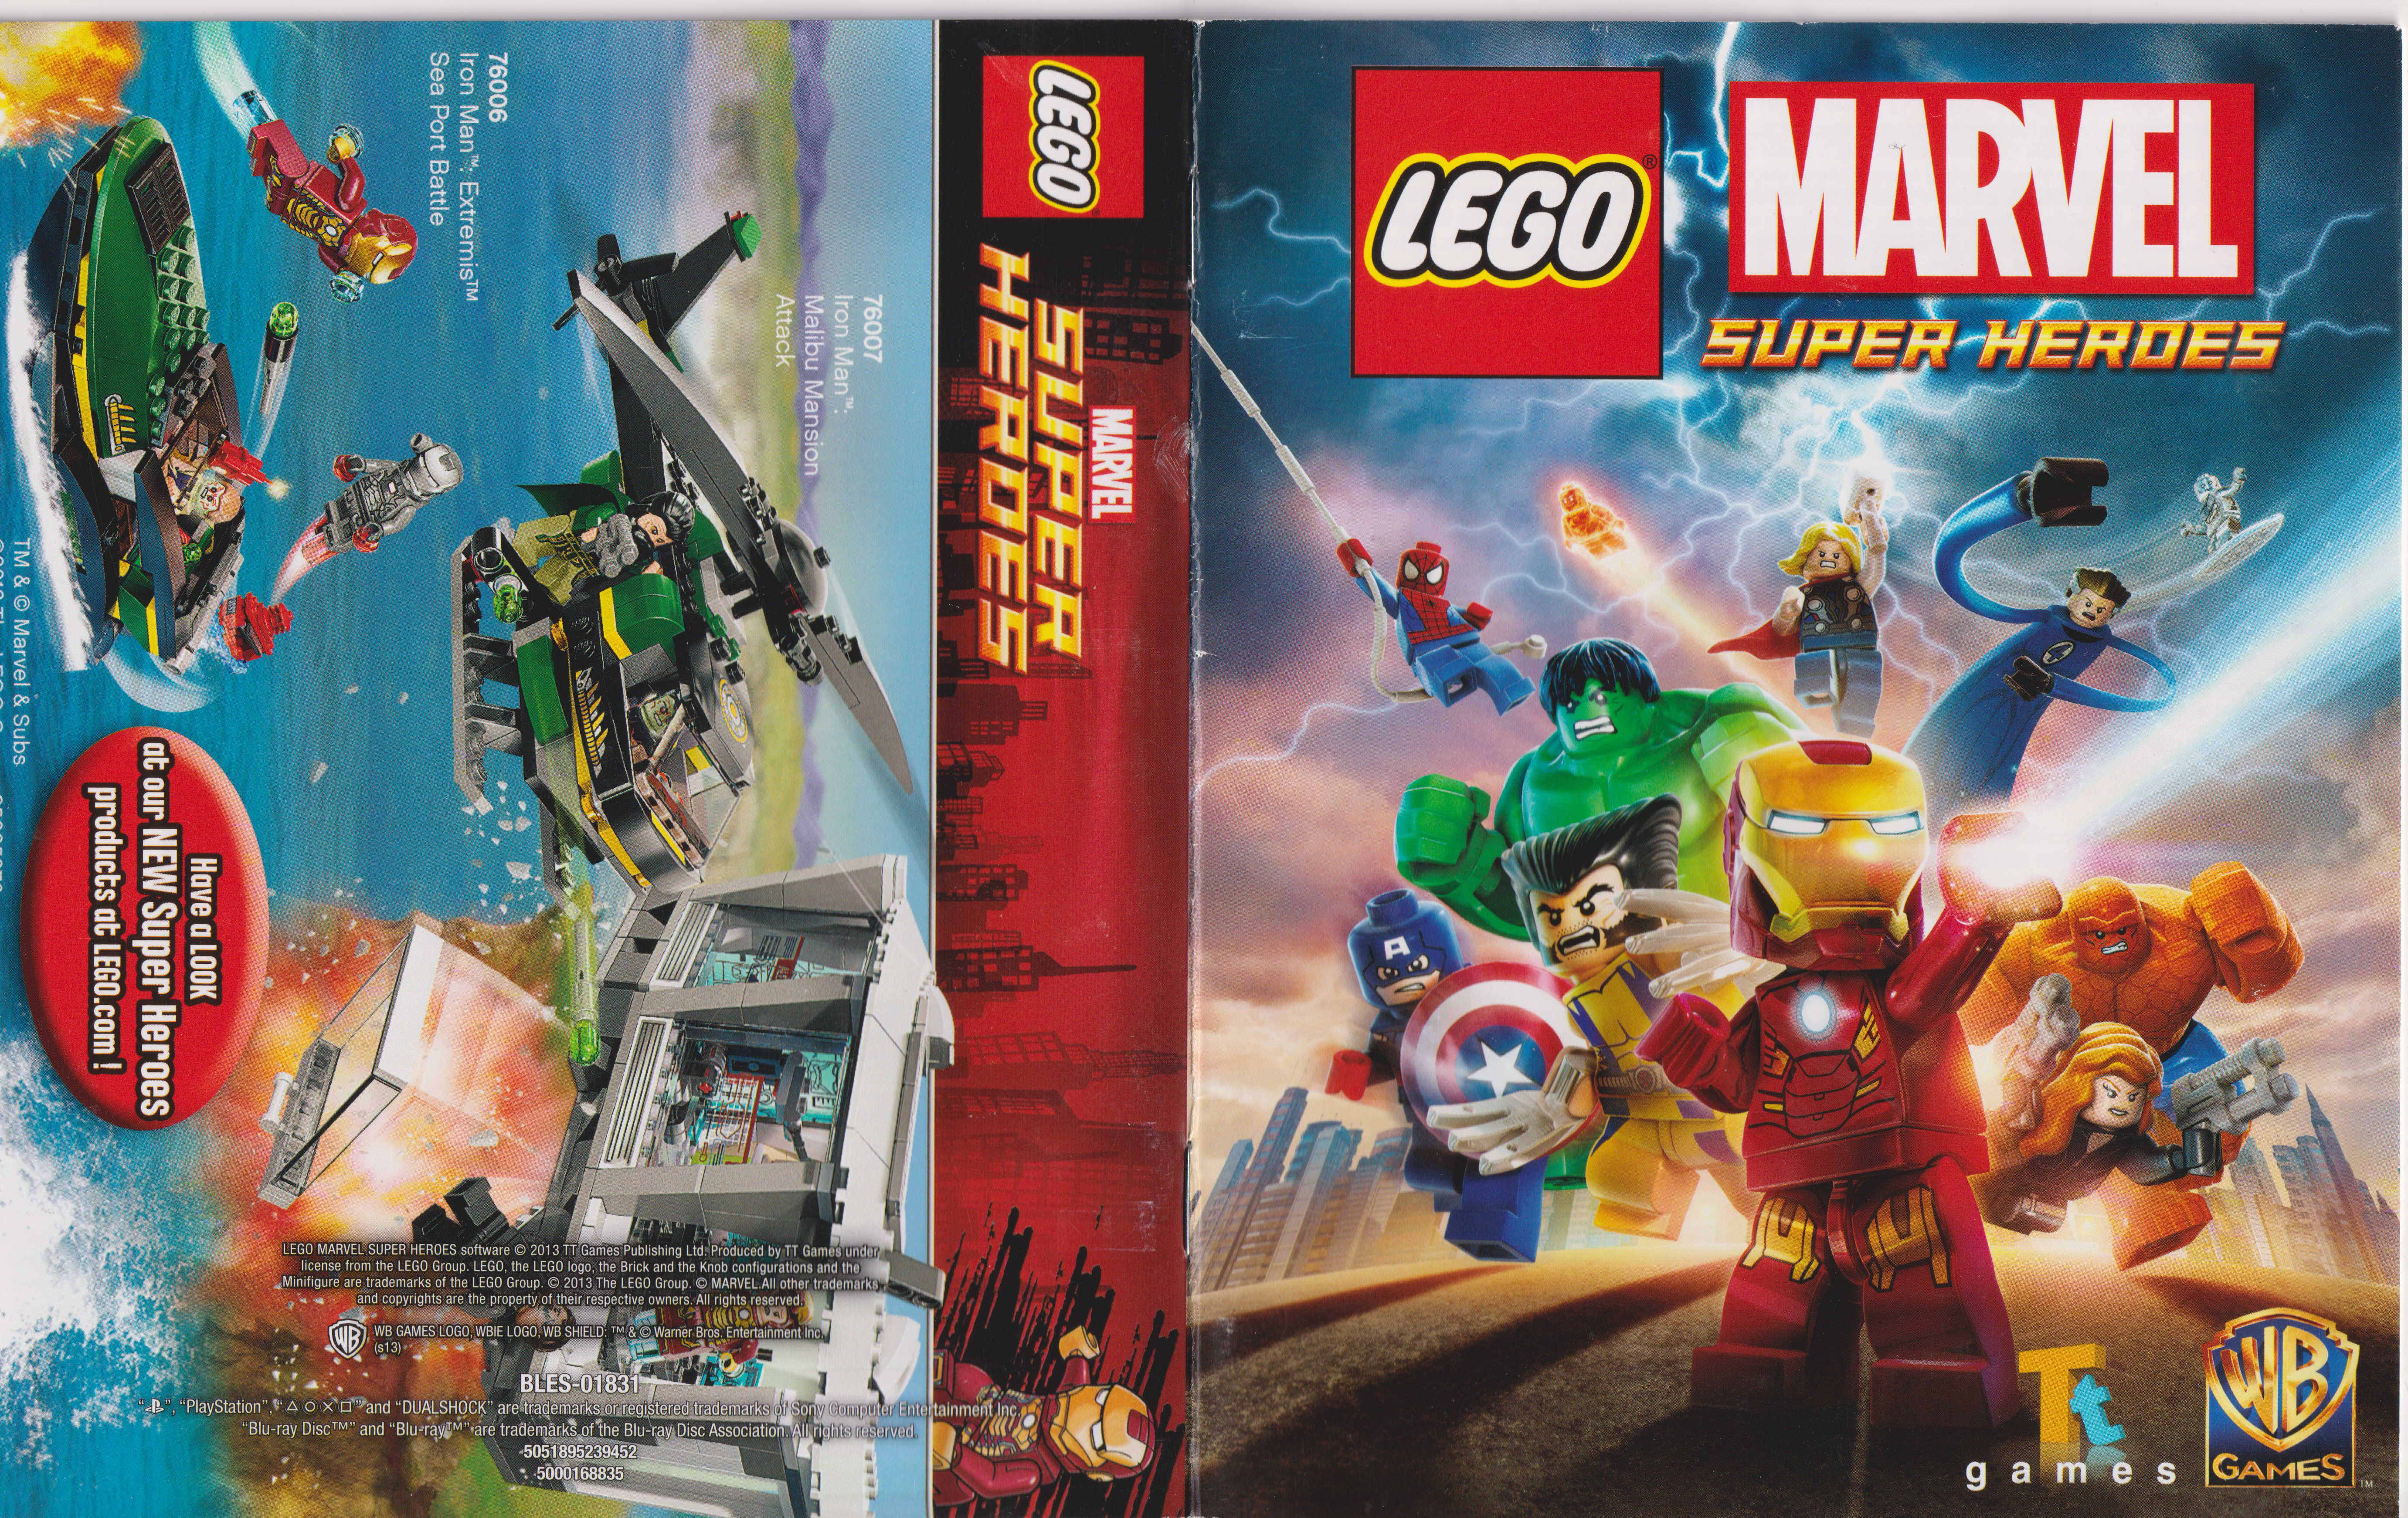 76006
Iron Man™: Extremis™
Sea Port Battle
76007
Iron Man™:
Malibu Mansion
Attack
TM & © Marvel & Subs
Have a LOOK
at our NEW Super Heroes
products at LEGO.com !
LEGO MARVEL SUPER HEROES software © 2013 TT Games Publishing Ltd. Produced by TT Games under
license from the LEGO Group. LEGO, the LEGO logo, the Brick and the Knob configurations and the
Minifigure are trademarks of the LEGO Group. © 2013 The LEGO Group. © MARVEL All other trademarks
and copyrights are the property of their respective owners. All rights reserved.
WB GAMES LOGO, WBIE LOGO, WB SHIELD: ™ & © Warner Bros. Entertainment Inc.
(s13)
BLES-01831
“PS”, “PlayStation”, “△○✕□” and “DUALSHOCK” are trademarks or registered trademarks of Sony Computer Entertainment Inc.
“Blu-ray Disc™” and “Blu-ray™” are trademarks of the Blu-ray Disc Association. All rights reserved.
5051895239452
5000168835
LEGO
MARVEL
SUPER
HEROES
LEGO®
MARVEL
SUPER HEROES
A
4
Tt
games
WB
GAMES
™